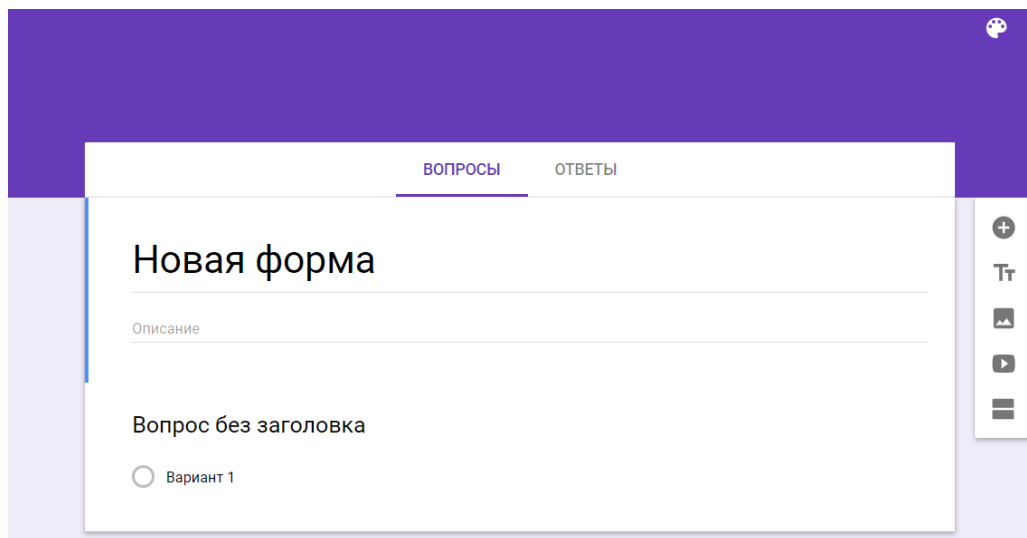 ВОПРОСЫ ОТВЕТЫ
Новая форма
Описание
Вопрос без заголовка
Вариант 1